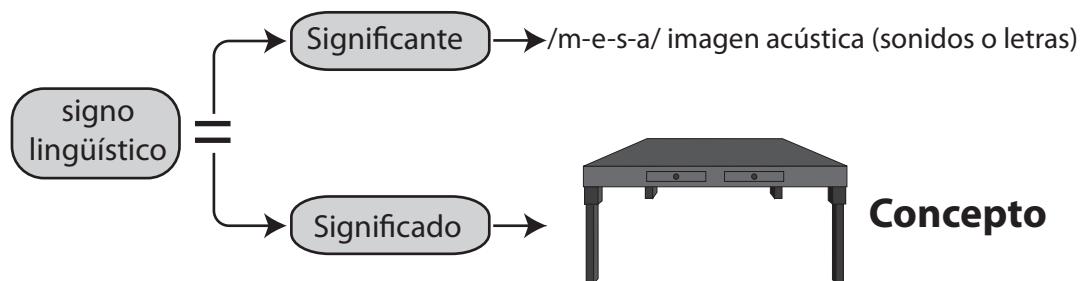 Significante
/m-e-s-a/ imagen acústica (sonidos o letras)
signo
lingüístico
=
Significado
Concepto